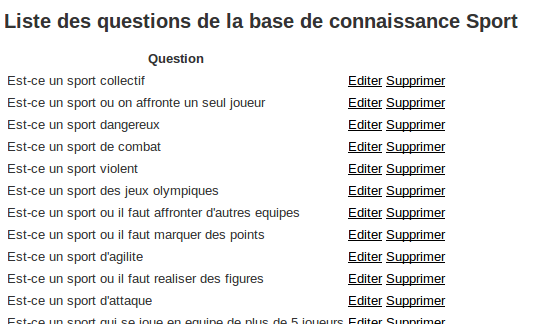 Liste des questions de la base de connaissance Sport
Question
Est-ce un sport collectif Editer Supprimer
Est-ce un sport ou on affronte un seul joueur Editer Supprimer
Est-ce un sport dangereux Editer Supprimer
Est-ce un sport de combat Editer Supprimer
Est-ce un sport violent Editer Supprimer
Est-ce un sport des jeux olympiques Editer Supprimer
Est-ce un sport ou il faut affronter d'autres equipes Editer Supprimer
Est-ce un sport ou il faut marquer des points Editer Supprimer
Est-ce un sport d'agilite Editer Supprimer
Est-ce un sport ou il faut realiser des figures Editer Supprimer
Est-ce un sport d'attaque Editer Supprimer
Est-ce un sport qui se joue en equipe de plus de 5 joueurs Editer Supprimer